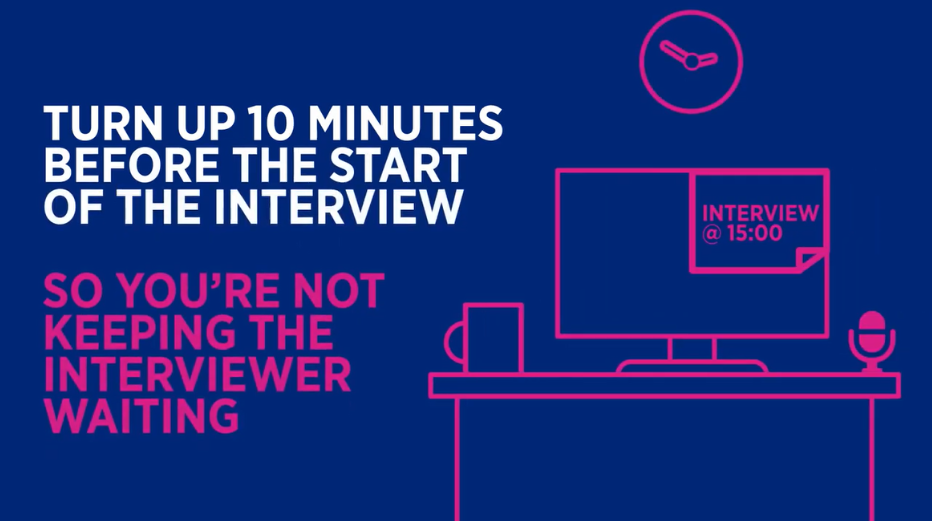 TURN UP 10 MINUTES
BEFORE THE START
OF THE INTERVIEW
SO YOU'RE NOT
KEEPING THE
INTERVIEWER
WAITING
INTERVIEW
@ 15:00